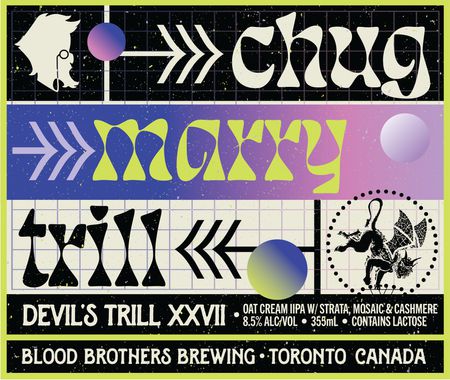 chug
marry
trill
DEVIL'S TRILL XXVII • OAT CREAM IIPA W/ STRATA, MOSAIC & CASHMERE
8.5% ALC/VOL • 355mL • CONTAINS LACTOSE
BLOOD BROTHERS BREWING • TORONTO CANADA